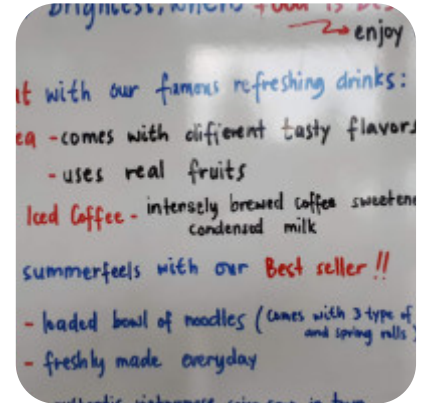 brightest, where food is
enjoy
with our famous refreshing drinks:
- comes with different tasty flavors
- uses real fruits
Iced Coffee - intensely brewed coffee
condensed milk
summerfeels with our Best seller !!
- loaded bowl of noodles (comes with 3 type of
and spring rolls)
- freshly made everyday